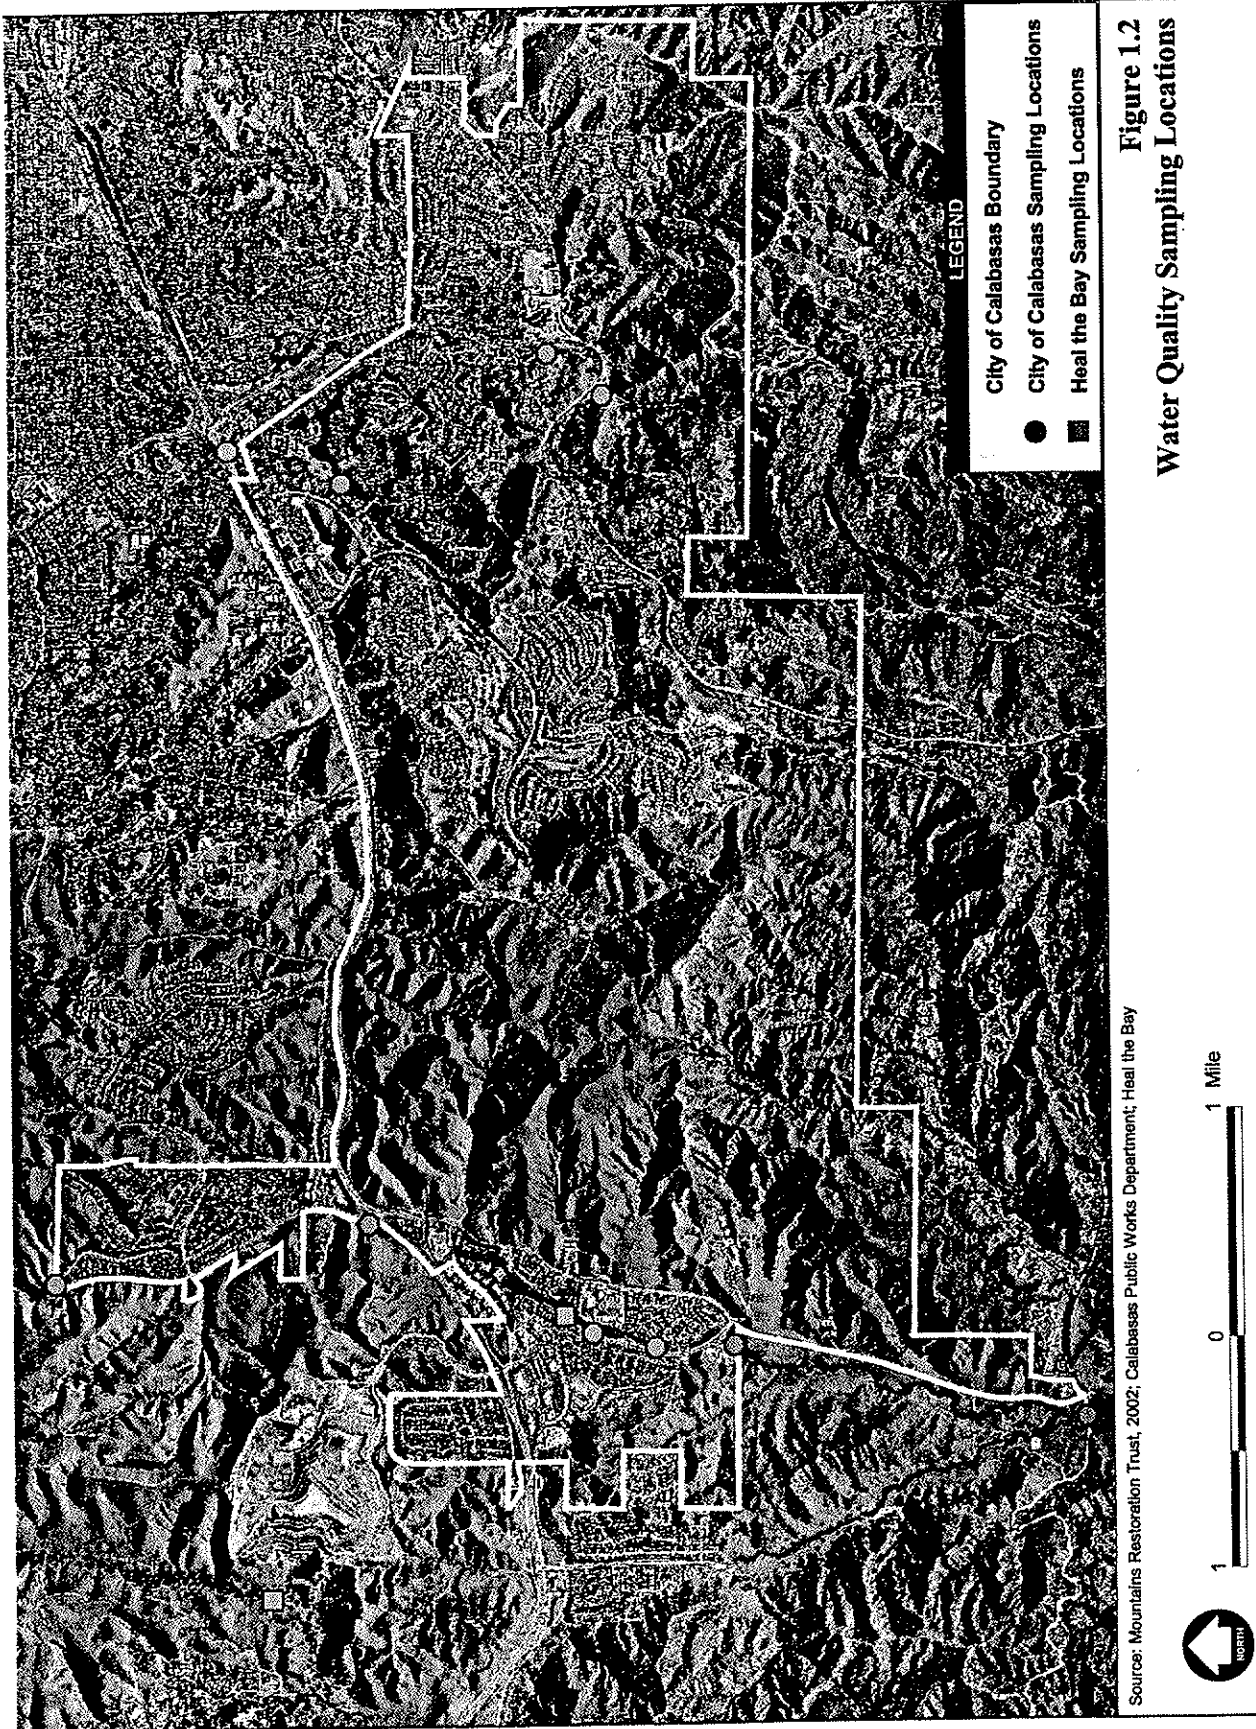 LEGEND
City of Calabasas Boundary
City of Calabasas Sampling Locations
Heal the Bay Sampling Locations
Source: Mountains Restoration Trust, 2002; Calabasas Public Works Department; Heal the Bay
Figure 1.2
Water Quality Sampling Locations
NORTH
1 0 1 Mile